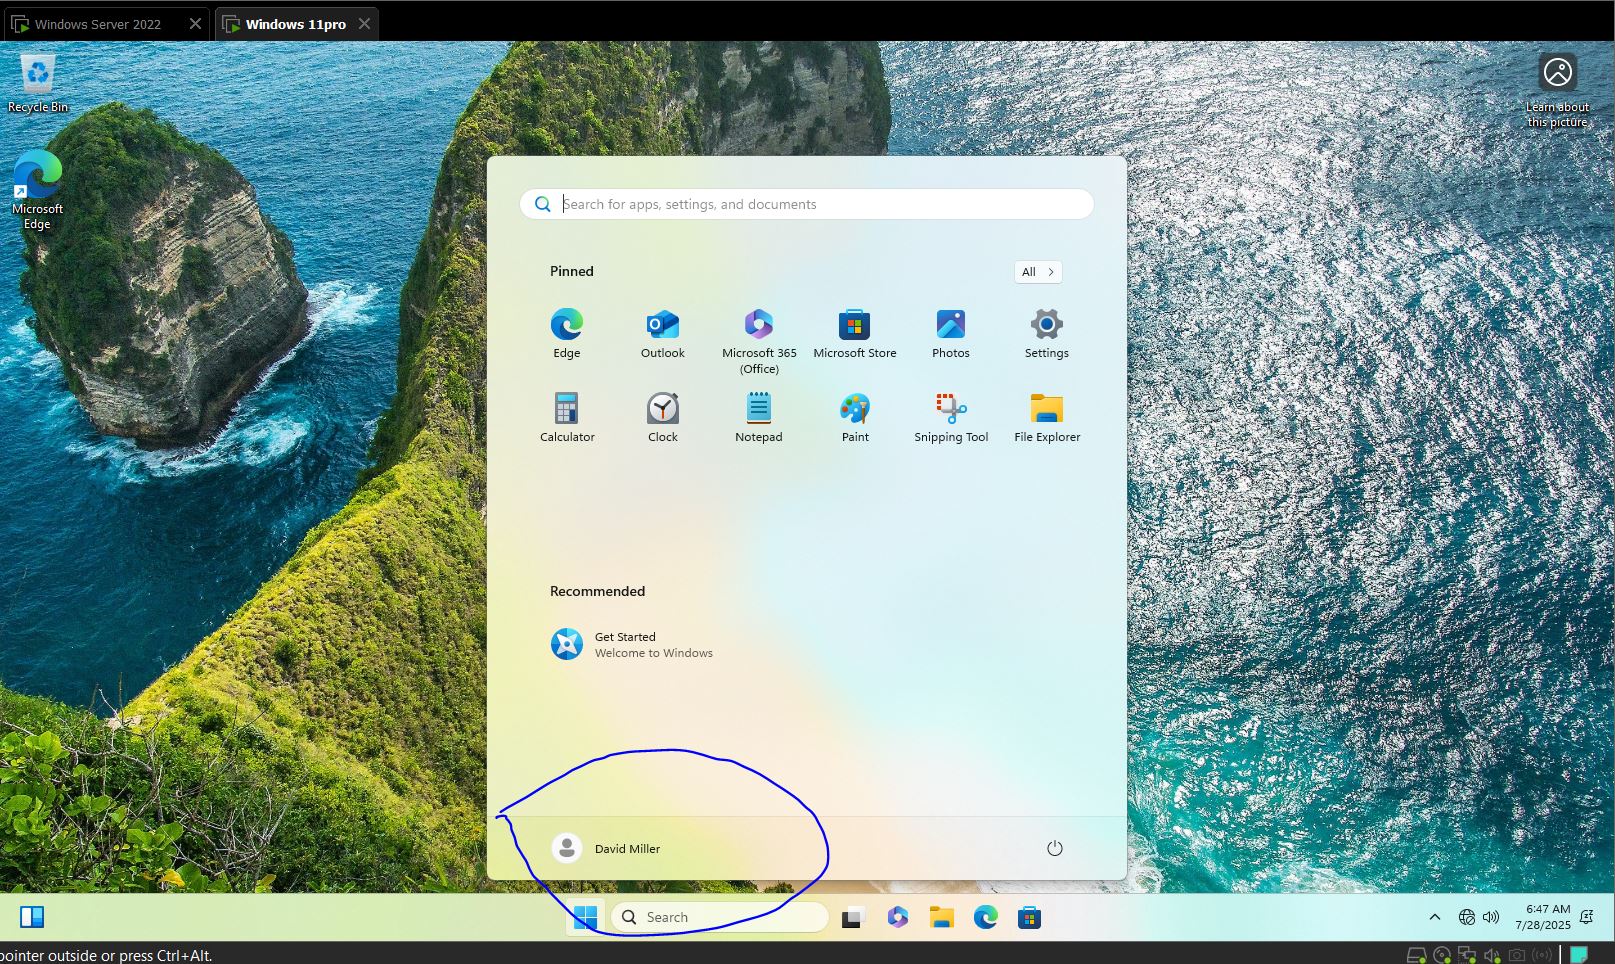 Windows Server 2022
Windows 11pro
Recycle Bin
Microsoft
Edge
Learn about
this picture
Search for apps, settings, and documents
Pinned
All
Edge
Outlook
Microsoft 365
(Office)
Microsoft Store
Photos
Settings
Calculator
Clock
Notepad
Paint
Snipping Tool
File Explorer
Recommended
Get Started
Welcome to Windows
David Miller
Search
6:47 AM
7/28/2025
pointer outside or press Ctrl+Alt.